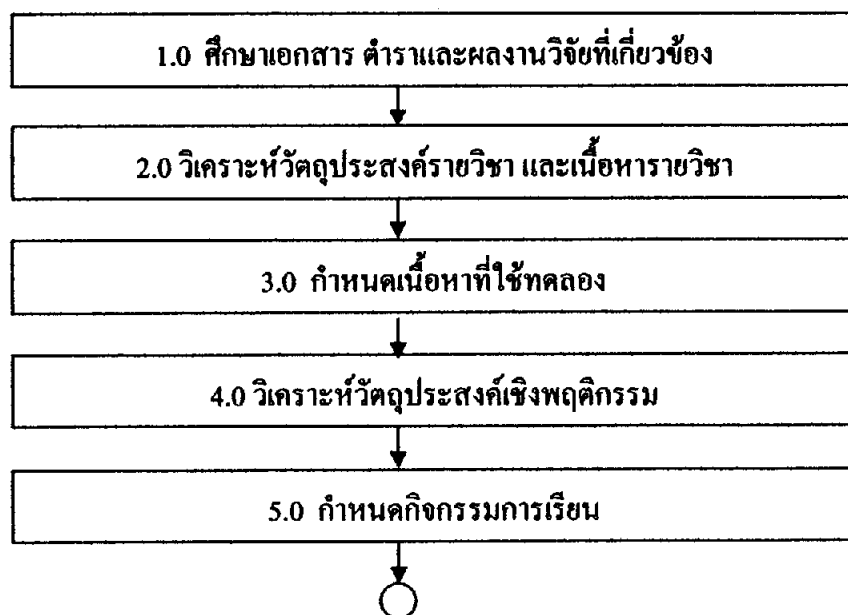 1.0 ศึกษาเอกสาร ตำราและผลงานวิจัยที่เกี่ยวข้อง
2.0 วิเคราะห์วัตถุประสงค์รายวิชา และเนื้อหารายวิชา
3.0 กำหนดเนื้อหาที่ใช้ทดลอง
4.0 วิเคราะห์วัตถุประสงค์เชิงพฤติกรรม
5.0 กำหนดกิจกรรมการเรียน